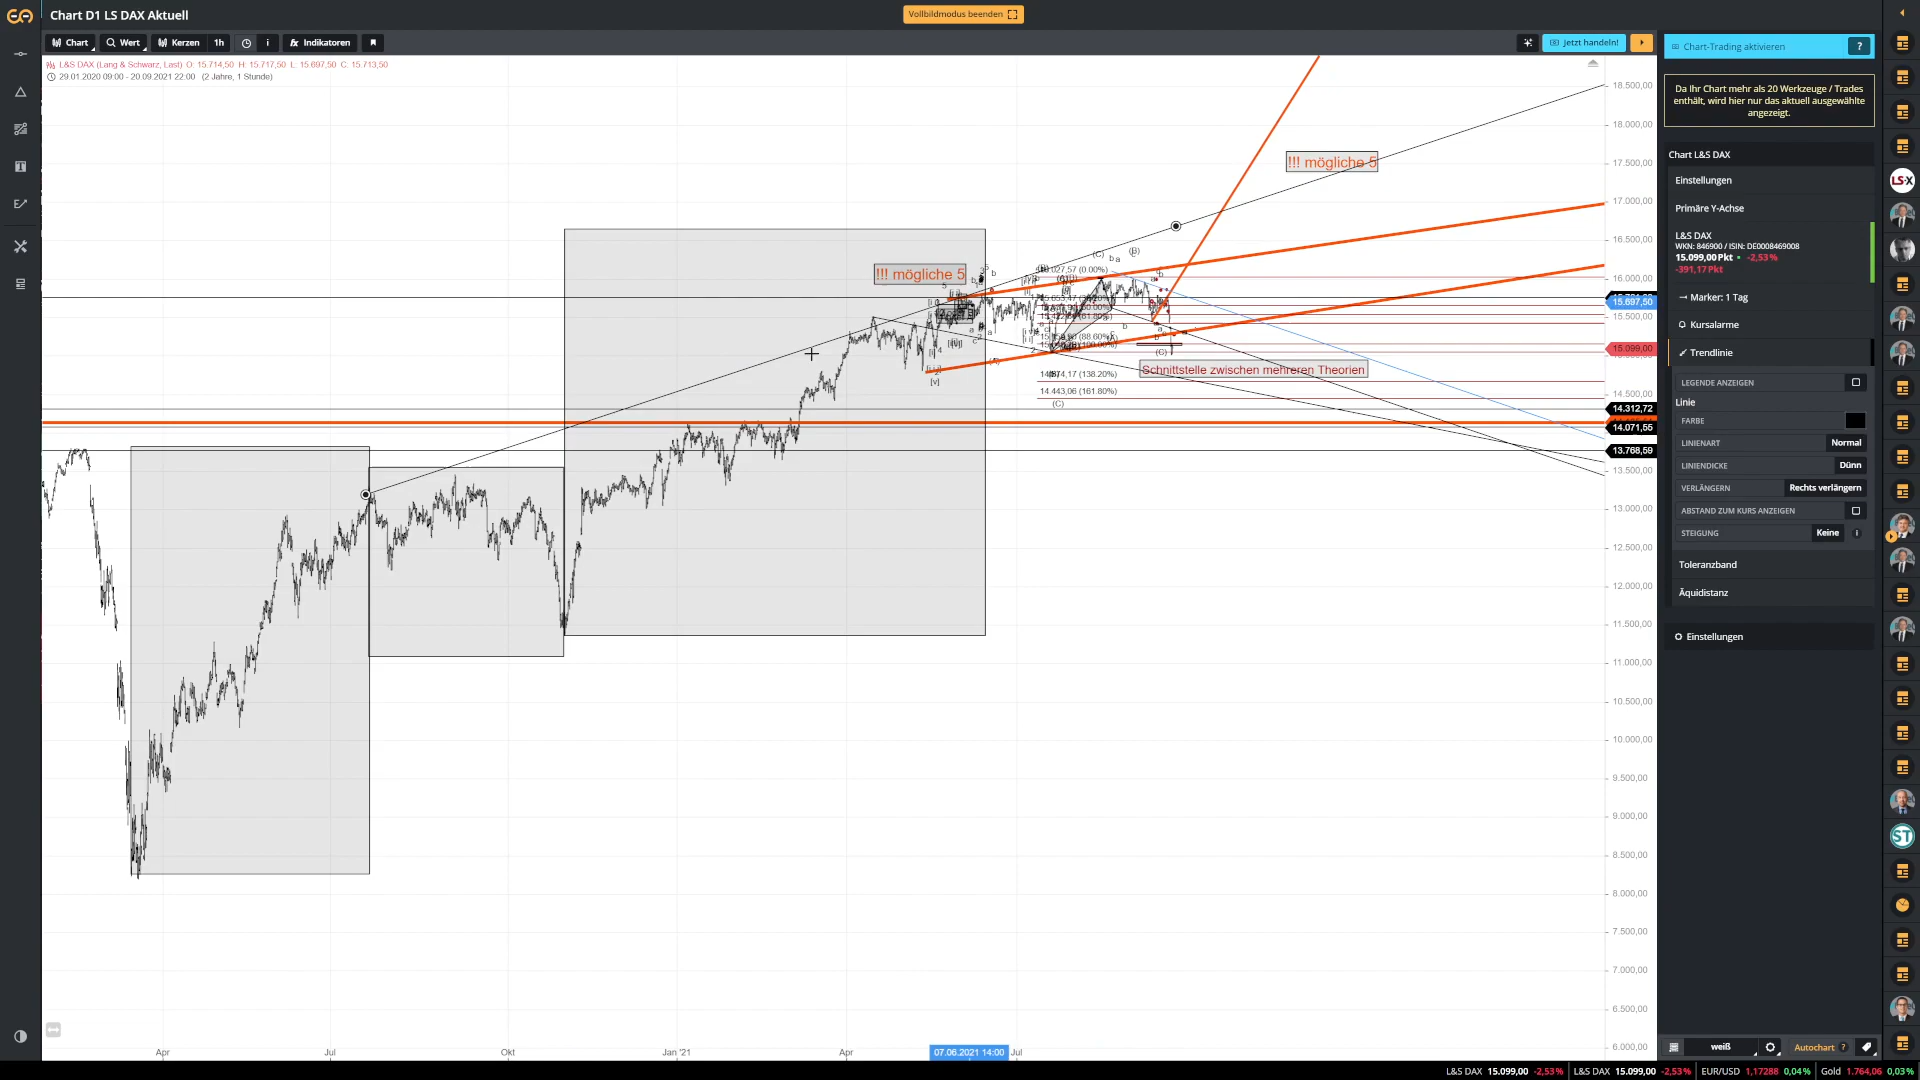 Chart D1 LS DAX Aktuell
Vollbildmodus beenden
Chart
Wert
Kerzen
1h
i
fx Indikatoren
Jetzt handeln!
Chart-Trading aktivieren
?
L&S DAX (Lang & Schwarz, Last) O: 15.714,50 H: 15.717,50 L: 15.697,50 C: 15.713,50
29.01.2020 09:00 - 20.09.2021 22:00 (2 Jahre, 1 Stunde)
Da Ihr Chart mehr als 20 Werkzeuge / Trades
enthält, wird hier nur das aktuell ausgewählte
angezeigt.
Chart L&S DAX
Einstellungen
Primäre Y-Achse
L&S DAX
WKN: 846900 / ISIN: DE0008469008
15.099,00 Pkt • -2,53 %
-391,17 Pkt
Marker: 1 Tag
Kursalarme
Trendlinie
LEGENDE ANZEIGEN
Linie
FARBE
LINIENART Normal
LINIENDICKE Dünn
VERLÄNGERN Rechts verlängern
ABSTAND ZUM KURS ANZEIGEN
STEIGUNG Keine i
Toleranzband
Äquidistanz
Einstellungen
!!! mögliche 5
!!! mögliche 5
Schnittstelle zwischen mehreren Theorien
14.443,06 (161.80%)
(C)
(C)
(B)
(C)
[v]
18.500,00
18.000,00
17.500,00
17.000,00
16.500,00
16.000,00
15.697,50
15.500,00
15.099,00
14.500,00
14.312,72
14.071,55
13.768,59
13.500,00
13.000,00
12.500,00
12.000,00
11.500,00
11.000,00
10.500,00
10.000,00
9.500,00
9.000,00
8.500,00
8.000,00
7.500,00
7.000,00
6.500,00
6.000,00
Apr
Jul
Okt
Jan '21
Apr
07.06.2021 14:00
Jul
LS-X
ST
weiß
Autochart ?
L&S DAX 15.099,00 -2,53 %
L&S DAX 15.099,00 -2,53 %
EUR/USD 1,17288 0,04 %
Gold 1.764,06 0,03 %